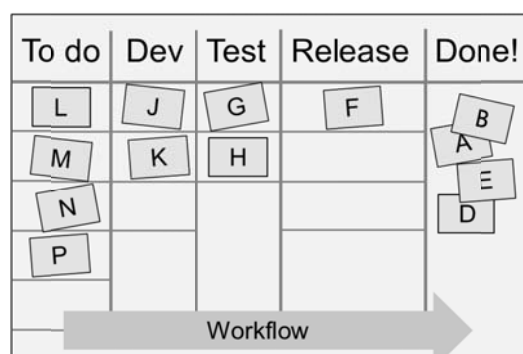 To do Dev Test Release Done!
L J G F B
M K H A
N E
P D
Workflow